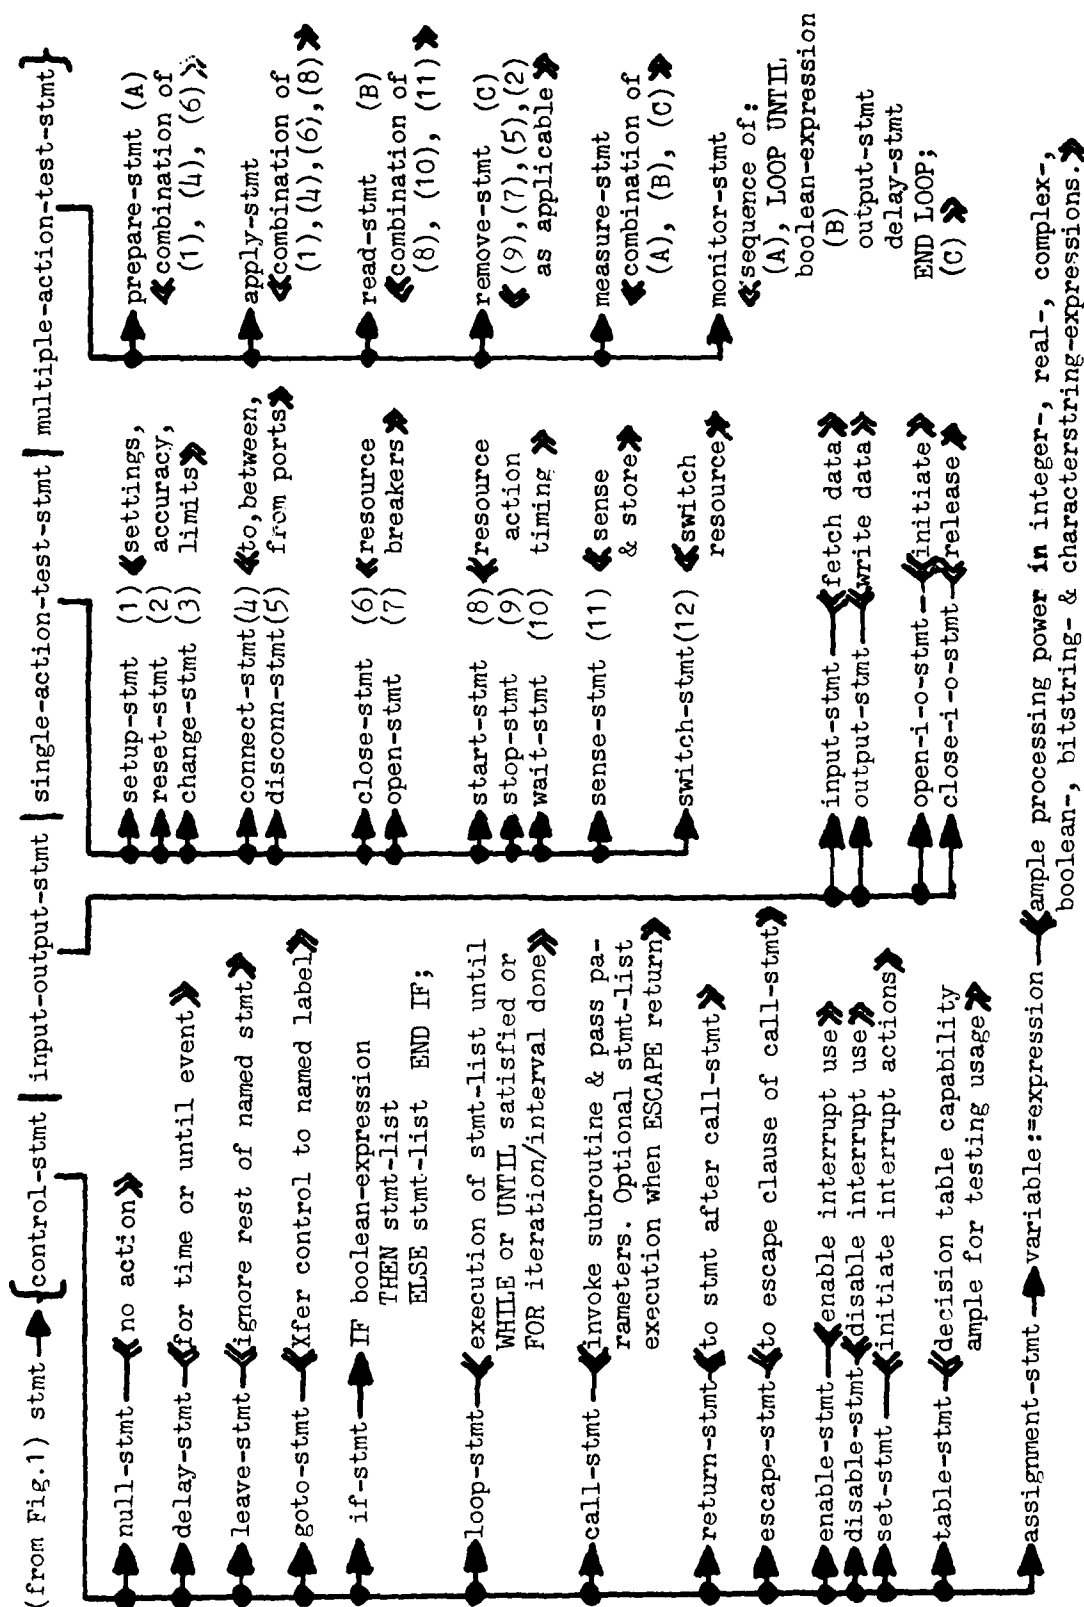 (from Fig.1) stmt { control-stmt | input-output-stmt | single-action-test-stmt | multiple-action-test-stmt }
null-stmt ≪no action≫
delay-stmt ≪for time or until event≫
leave-stmt ≪ignore rest of named stmt≫
goto-stmt ≪Xfer control to named label≫
if-stmt IF boolean-expression
THEN stmt-list
ELSE stmt-list END IF;
loop-stmt ≪execution of stmt-list until
WHILE or UNTIL satisfied or
FOR iteration/interval done≫
call-stmt ≪invoke subroutine & pass pa-
rameters. Optional stmt-list
execution when ESCAPE return≫
return-stmt ≪to stmt after call-stmt≫
escape-stmt ≪to escape clause of call-stmt≫
enable-stmt ≪enable interrupt use≫
disable-stmt ≪disable interrupt use≫
set-stmt ≪initiate interrupt actions≫
table-stmt ≪decision table capability
ample for testing usage≫
assignment-stmt variable:=expression ≪ample processing power in integer-, real-, complex-,
boolean-, bitstring- & characterstring-expressions.≫
setup-stmt (1) ≪settings,
reset-stmt (2) accuracy,
change-stmt (3) limits≫
connect-stmt(4) ≪to,between,
disconn-stmt(5) from ports≫
close-stmt (6) ≪resource
open-stmt (7) breakers≫
start-stmt (8) ≪resource
stop-stmt (9) action
wait-stmt (10) timing≫
sense-stmt (11) ≪sense
& store≫
switch-stmt(12) ≪switch
resource≫
input-stmt ≪fetch data≫
output-stmt ≪write data≫
open-i-o-stmt ≪initiate≫
close-i-o-stmt ≪release≫
prepare-stmt (A)
≪combination of
(1), (4), (6)≫
apply-stmt
≪combination of
(1),(4),(6),(8)≫
read-stmt (B)
≪combination of
(8), (10), (11)≫
remove-stmt (C)
≪(9),(7),(5),(2)
as applicable≫
measure-stmt
≪combination of
(A), (B), (C)≫
monitor-stmt
≪sequence of:
(A), LOOP UNTIL
boolean-expression
(B)
output-stmt
delay-stmt
END LOOP;
(C)≫